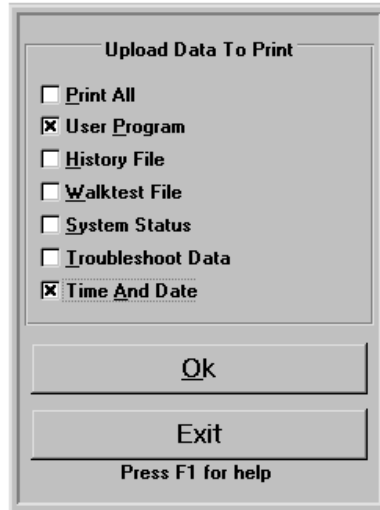 Upload Data To Print
Print All
User Program
History File
Walktest File
System Status
Troubleshoot Data
Time And Date
Ok
Exit
Press F1 for help